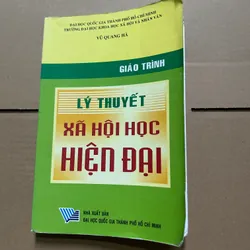 ĐẠI HỌC QUỐC GIA THÀNH PHỐ HỒ CHÍ MINH
TRƯỜNG ĐẠI HỌC KHOA HỌC XÃ HỘI VÀ NHÂN VĂN
VŨ QUANG HÀ
GIÁO TRÌNH
LÝ THUYẾT
XÃ HỘI HỌC
HIỆN ĐẠI
NHÀ XUẤT BẢN
ĐẠI HỌC QUỐC GIA THÀNH PHỐ HỒ CHÍ MINH